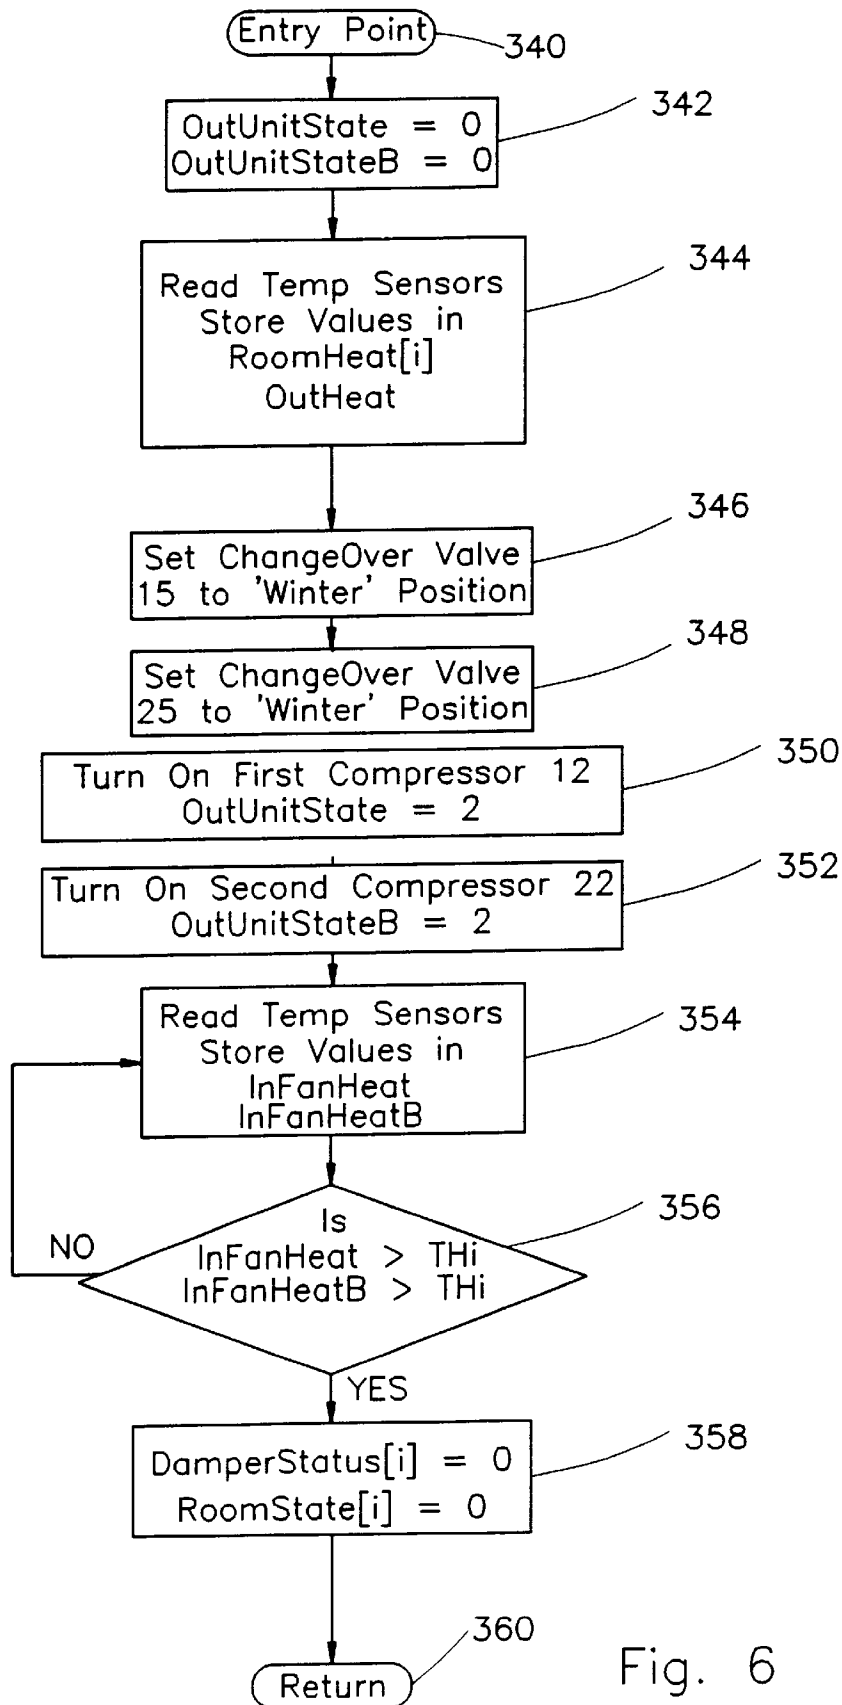 Entry Point
340
OutUnitState = 0
OutUnitStateB = 0
342
Read Temp Sensors
Store Values in
RoomHeat[i]
OutHeat
344
Set ChangeOver Valve
15 to 'Winter' Position
346
Set ChangeOver Valve
25 to 'Winter' Position
348
Turn On First Compressor 12
OutUnitState = 2
350
Turn On Second Compressor 22
OutUnitStateB = 2
352
Read Temp Sensors
Store Values in
InFanHeat
InFanHeatB
354
Is
InFanHeat > THi
InFanHeatB > THi
356
NO
YES
DamperStatus[i] = 0
RoomState[i] = 0
358
Return
360
Fig. 6